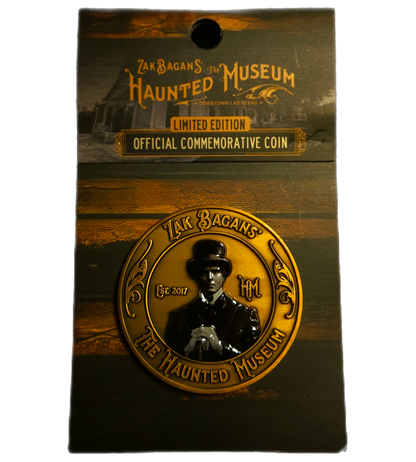 ZAK BAGANS' THE
HAUNTED MUSEUM
DOWNTOWN LAS VEGAS
LIMITED EDITION
OFFICIAL COMMEMORATIVE COIN
ZAK BAGANS'
EST. 2017
HM
THE HAUNTED MUSEUM